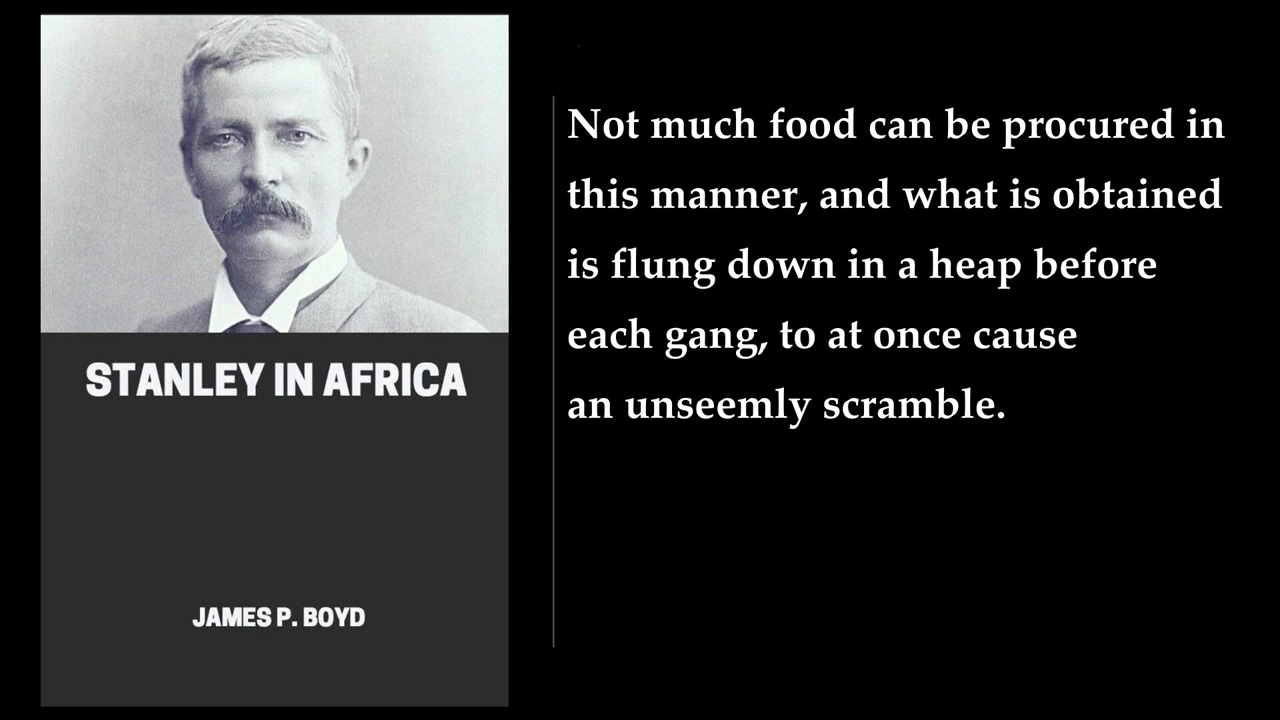 STANLEY IN AFRICA
JAMES P. BOYD
Not much food can be procured in
this manner, and what is obtained
is flung down in a heap before
each gang, to at once cause
an unseemly scramble.